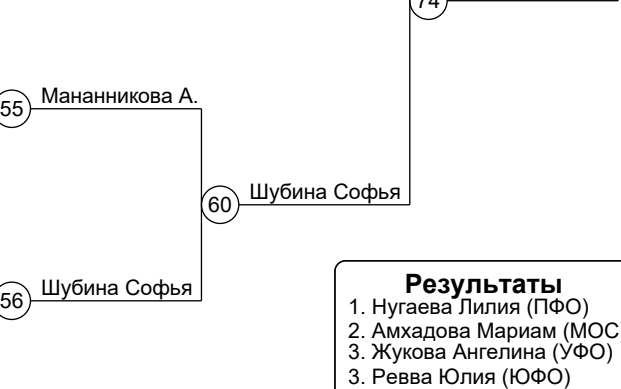 74
Мананникова А.
55
Шубина Софья
60
Шубина Софья
56
Результаты
1. Нугаева Лилия (ПФО)
2. Амхадова Мариам (МОС)
3. Жукова Ангелина (УФО)
3. Ревва Юлия (ЮФО)